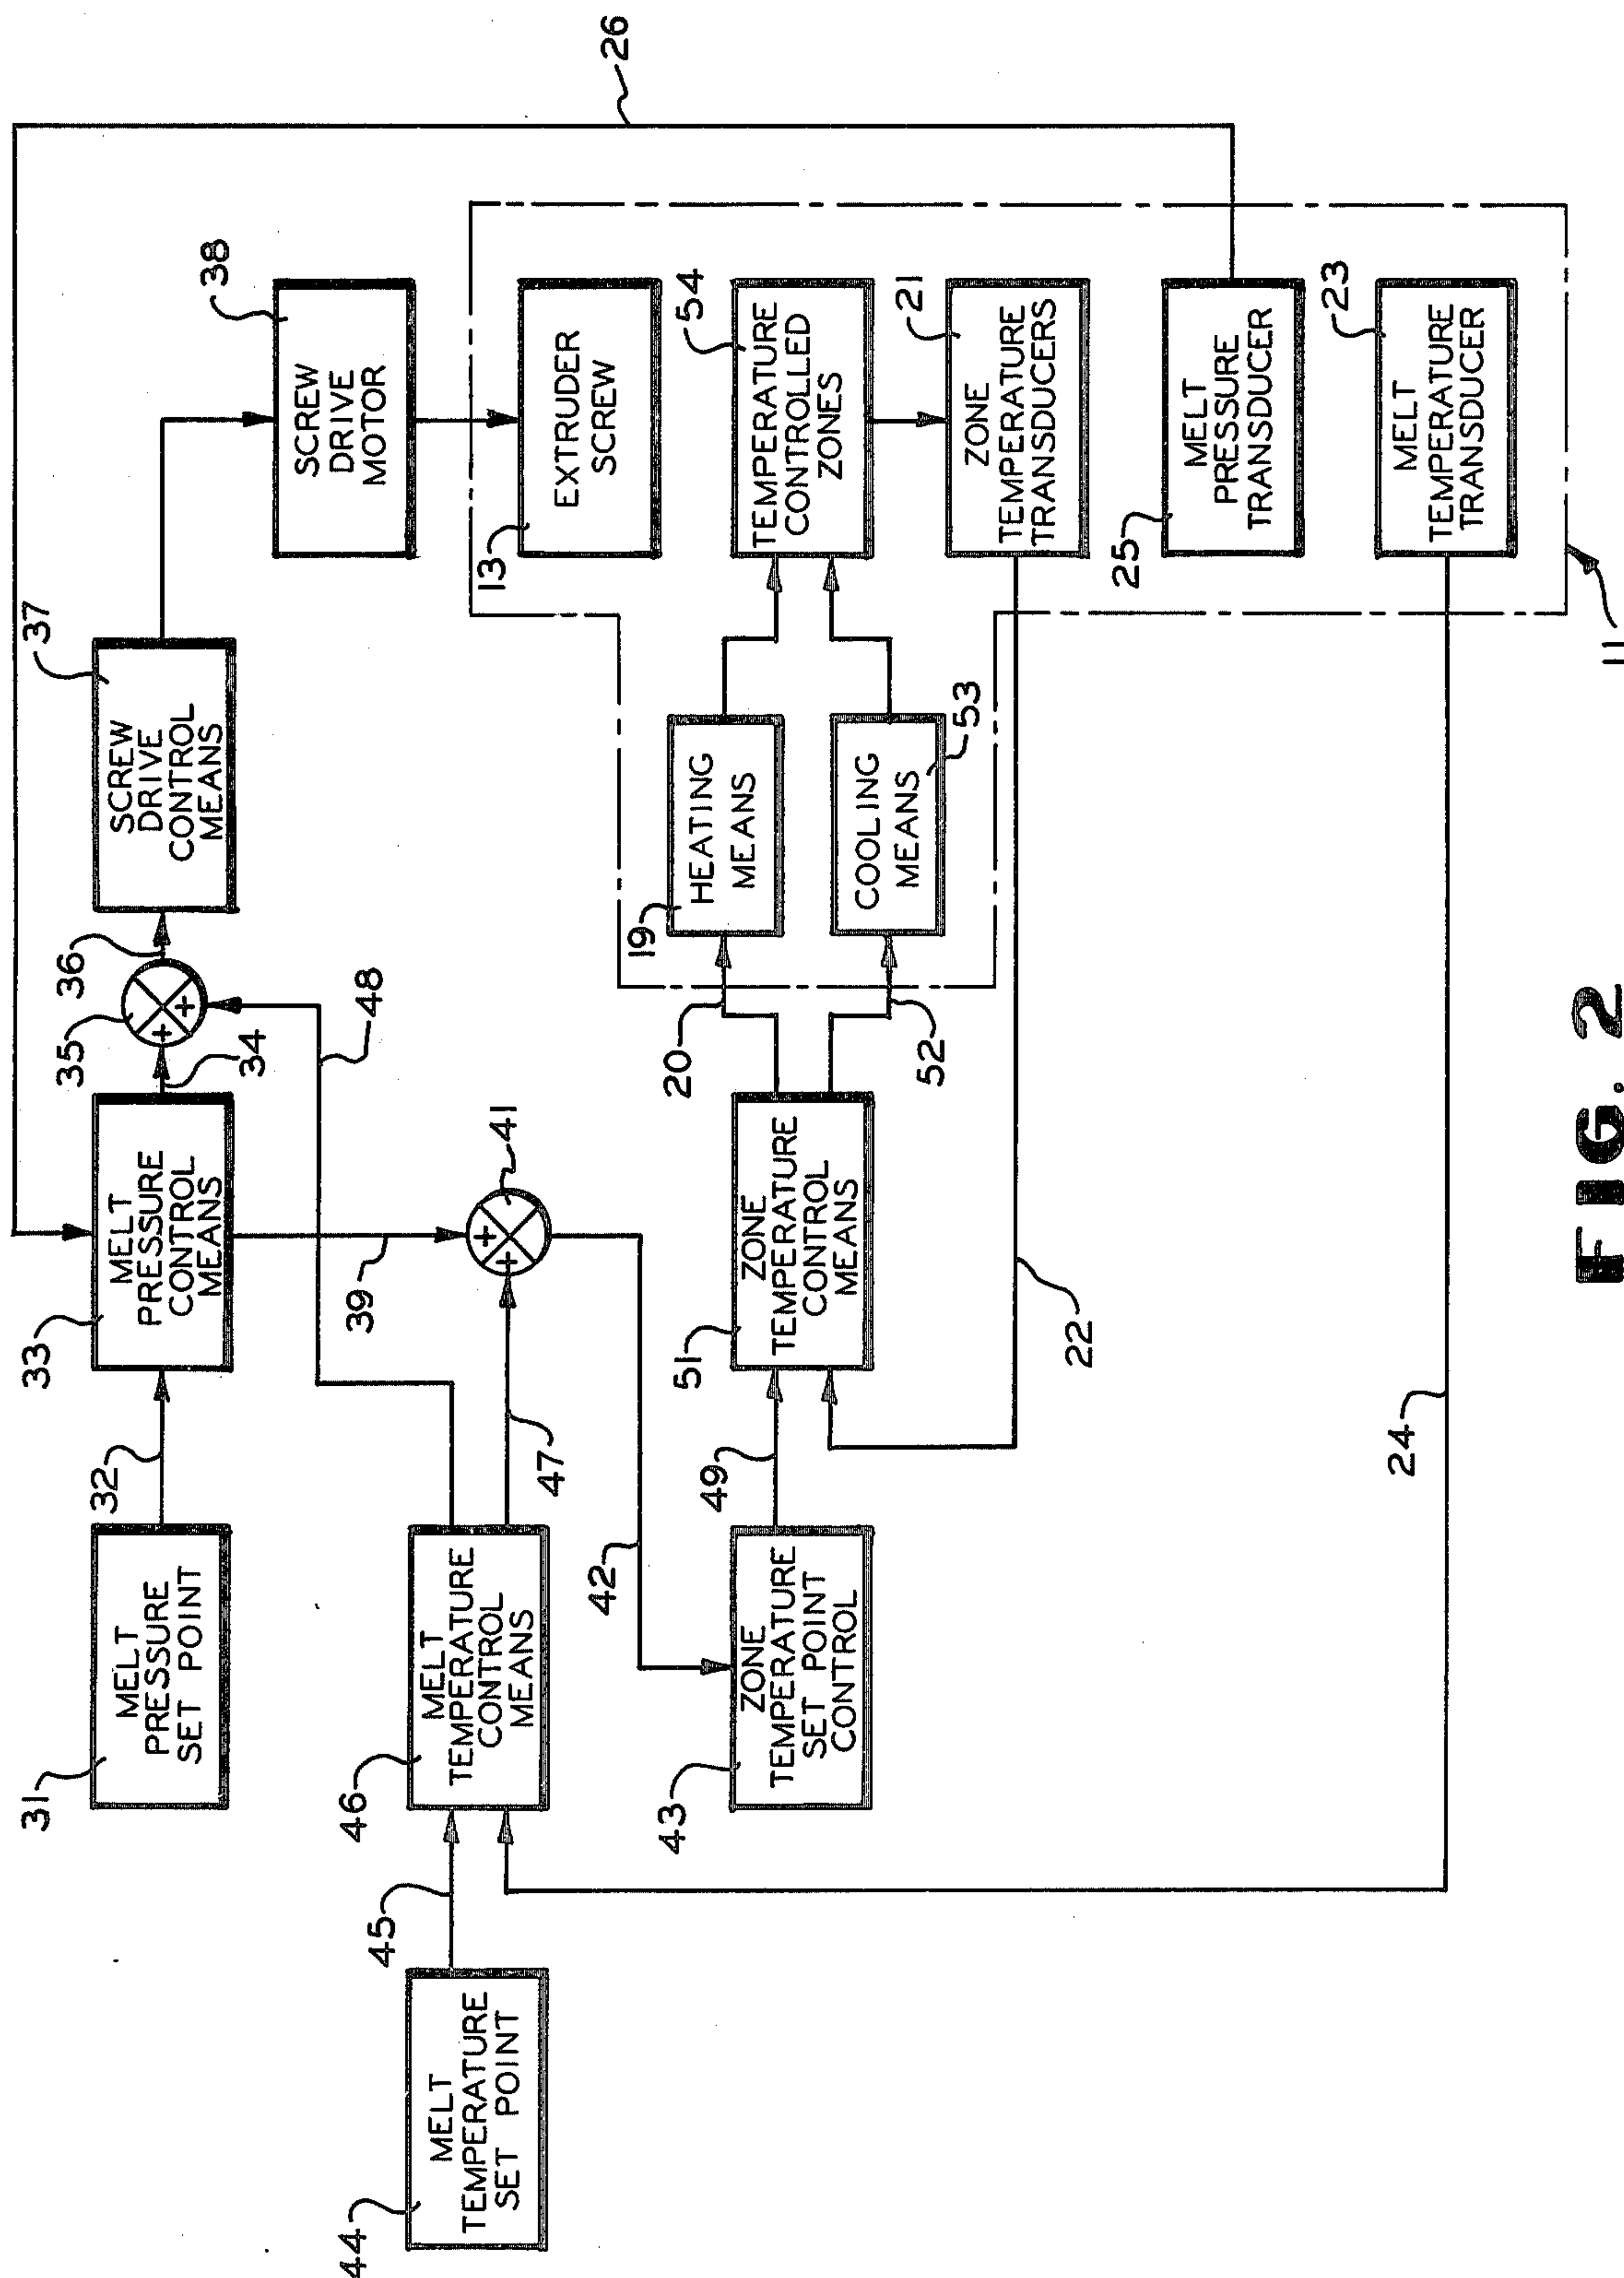 26
37
38
SCREW
DRIVE
CONTROL
MEANS
SCREW
DRIVE
MOTOR
36
35
34
48
33
MELT
PRESSURE
CONTROL
MEANS
32
31
MELT
PRESSURE
SET POINT
39
41
47
46
MELT
TEMPERATURE
CONTROL
MEANS
45
44
MELT
TEMPERATURE
SET POINT
42
43
ZONE
TEMPERATURE
SET POINT
CONTROL
49
51
ZONE
TEMPERATURE
CONTROL
MEANS
20
52
19
HEATING
MEANS
COOLING
MEANS
53
13
EXTRUDER
SCREW
54
TEMPERATURE
CONTROLLED
ZONES
21
ZONE
TEMPERATURE
TRANSDUCERS
22
25
MELT
PRESSURE
TRANSDUCER
23
MELT
TEMPERATURE
TRANSDUCER
24
11
+
+
+
+
FIG. 2